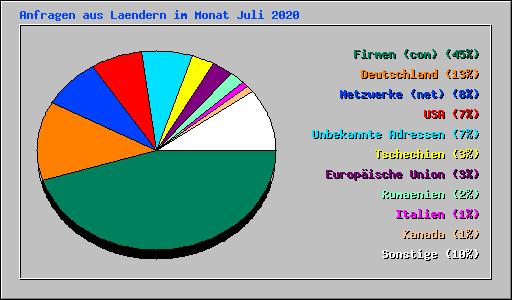 Anfragen aus Laendern im Monat Juli 2020
Firmen (com) (45%)
Deutschland (13%)
Netzwerke (net) (8%)
USA (7%)
Unbekannte Adressen (7%)
Tschechien (3%)
Europäische Union (3%)
Rumaenien (2%)
Italien (1%)
Kanada (1%)
Sonstige (10%)